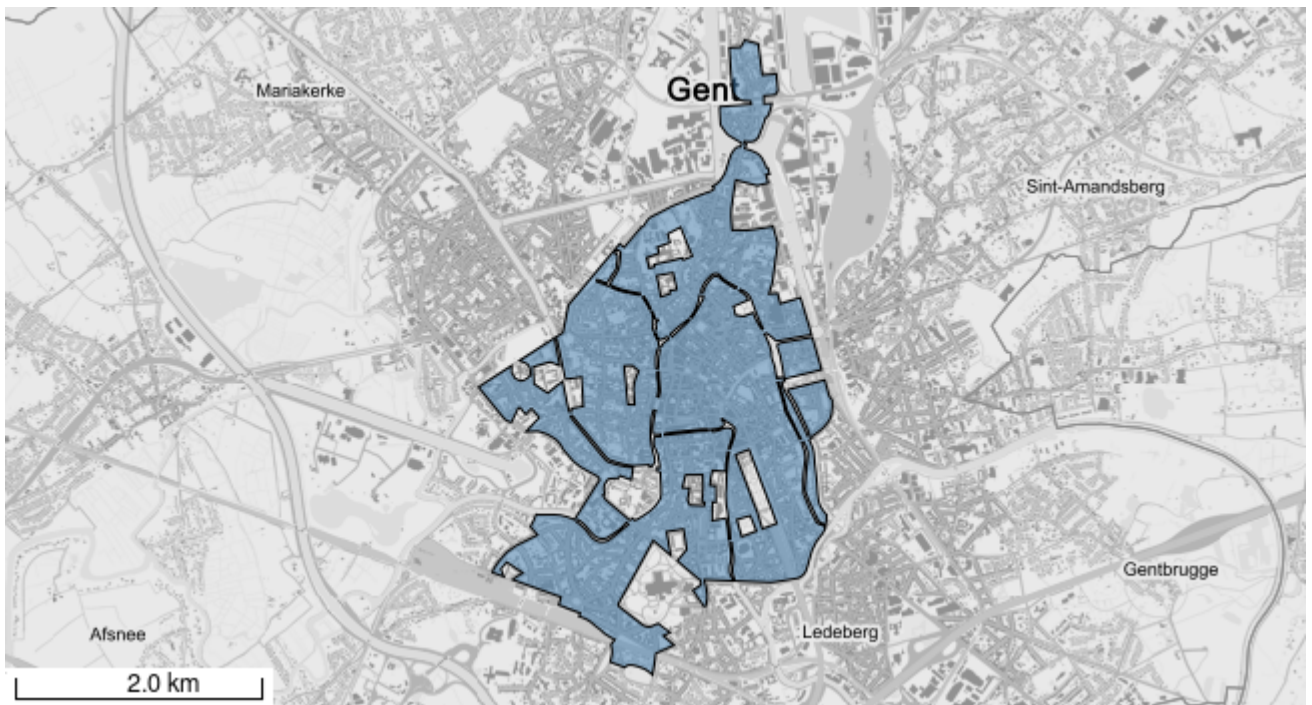 Gent
Mariakerke
Sint-Amandsberg
Gentbrugge
Afsnee
Ledeberg
2.0 km